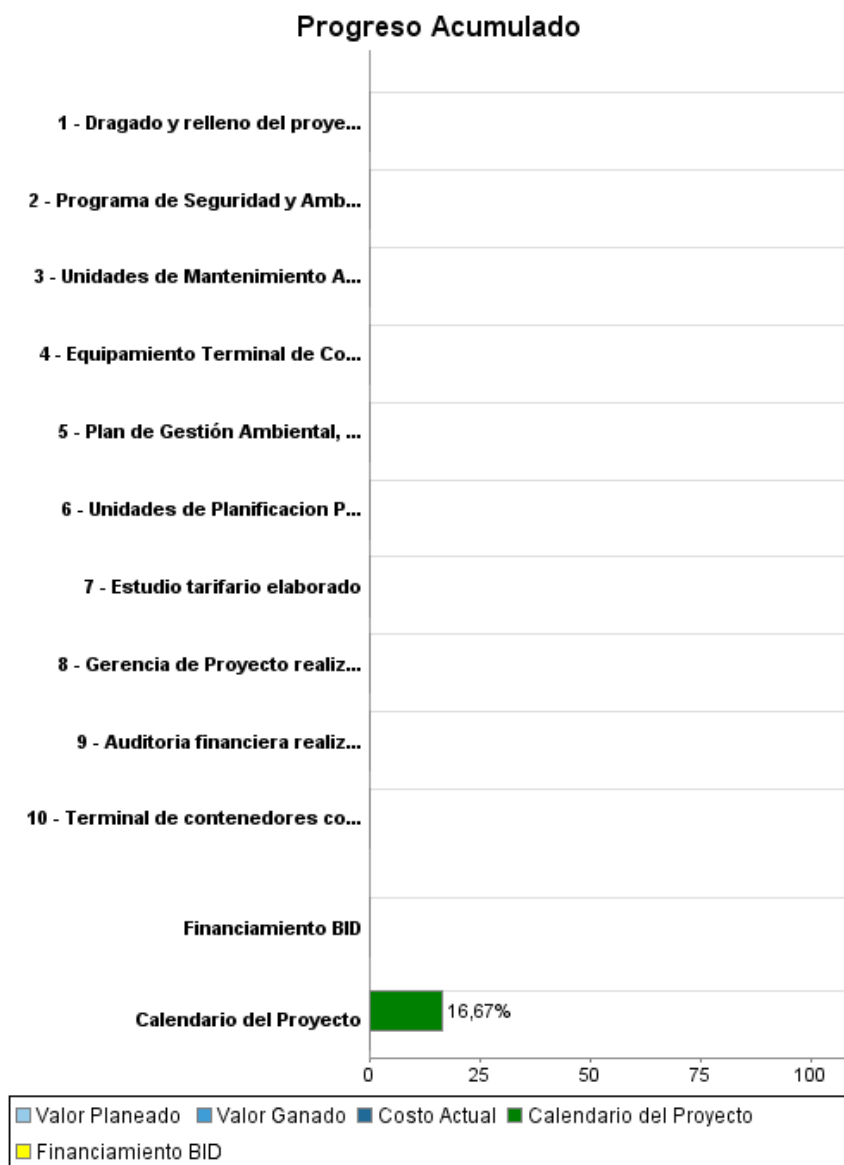 Progreso Acumulado
1 - Dragado y relleno del proye...
2 - Programa de Seguridad y Amb...
3 - Unidades de Mantenimiento A...
4 - Equipamiento Terminal de Co...
5 - Plan de Gestión Ambiental, ...
6 - Unidades de Planificacion P...
7 - Estudio tarifario elaborado
8 - Gerencia de Proyecto realiz...
9 - Auditoria financiera realiz...
10 - Terminal de contenedores co...
Financiamiento BID
Calendario del Proyecto 16,67%
0 25 50 75 100
Valor Planeado Valor Ganado Costo Actual Calendario del Proyecto
Financiamiento BID